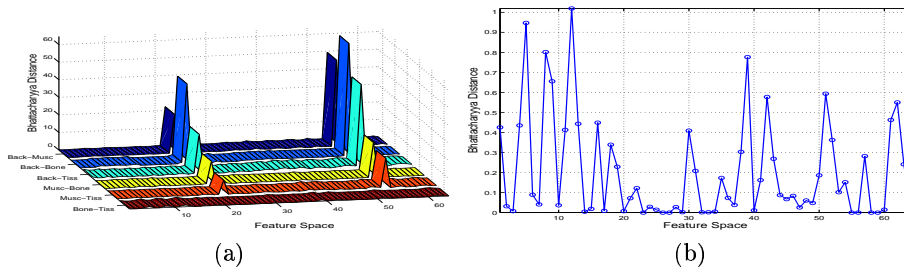 60
50
40
30
20
10
0
Bhattacharyya Distance
Back−Musc
Back−Bone
Back−Tiss
Musc−Bone
Musc−Tiss
Bone−Tiss
10
20
30
40
50
60
Feature Space
(a)
1
0.9
0.8
0.7
0.6
0.5
0.4
0.3
0.2
0.1
0
Bhattacharyya Distance
10
20
30
40
50
60
Feature Space
(b)